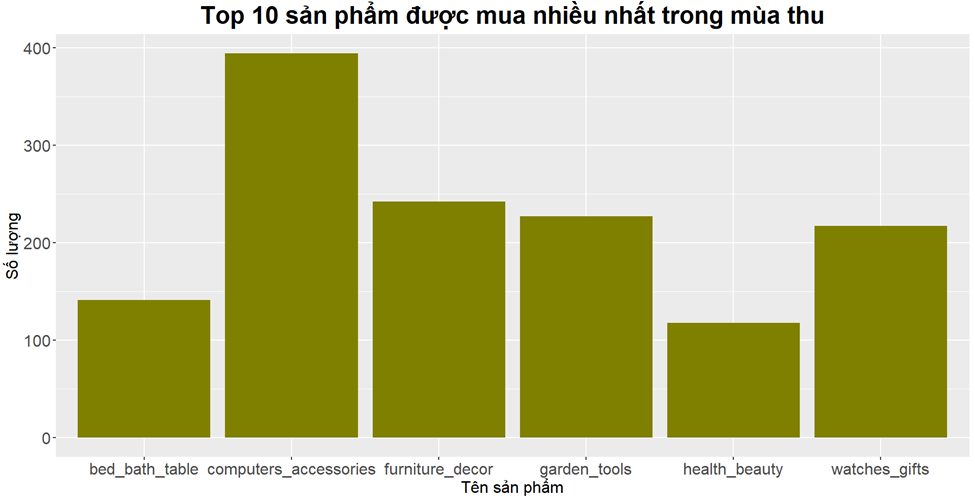 Top 10 sản phẩm được mua nhiều nhất trong mùa thu
Số lượng
400
300
200
100
0
bed_bath_table computers_accessories furniture_decor garden_tools health_beauty watches_gifts
Tên sản phẩm